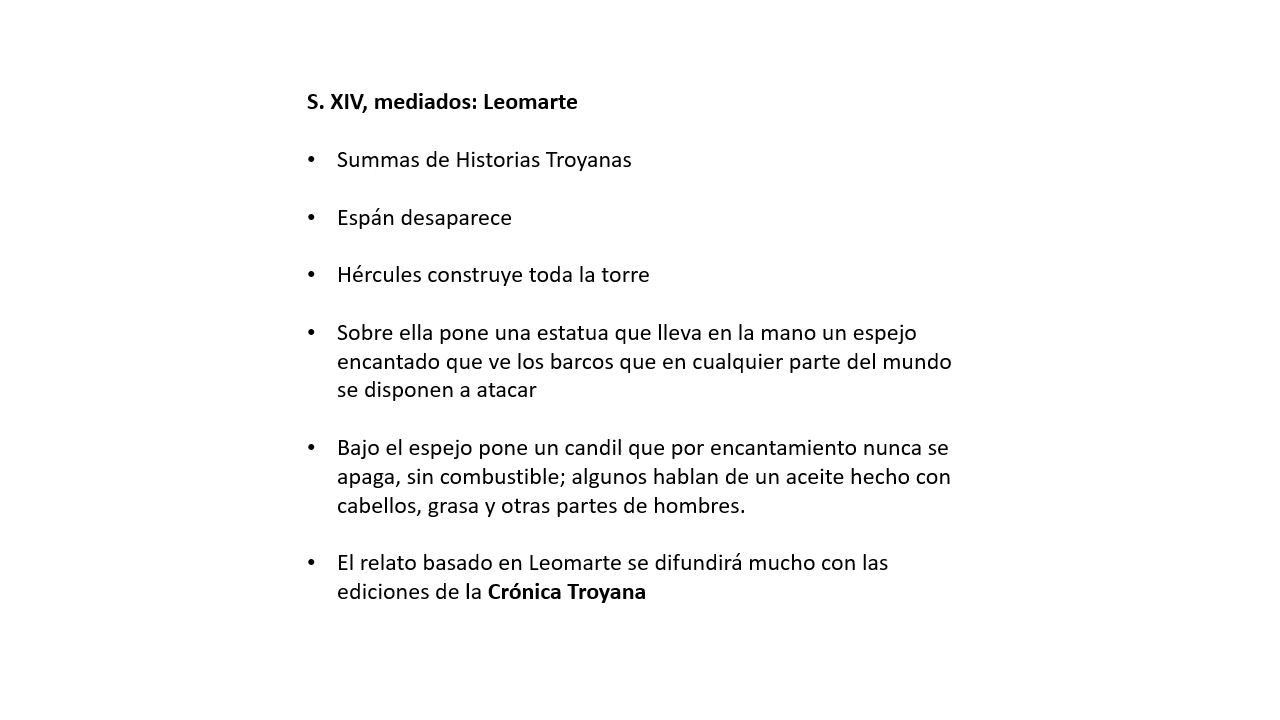 S. XIV, mediados: Leomarte
• Summas de Historias Troyanas
• Espán desaparece
• Hércules construye toda la torre
• Sobre ella pone una estatua que lleva en la mano un espejo
encantado que ve los barcos que en cualquier parte del mundo
se disponen a atacar
• Bajo el espejo pone un candil que por encantamiento nunca se
apaga, sin combustible; algunos hablan de un aceite hecho con
cabellos, grasa y otras partes de hombres.
• El relato basado en Leomarte se difundirá mucho con las
ediciones de la Crónica Troyana